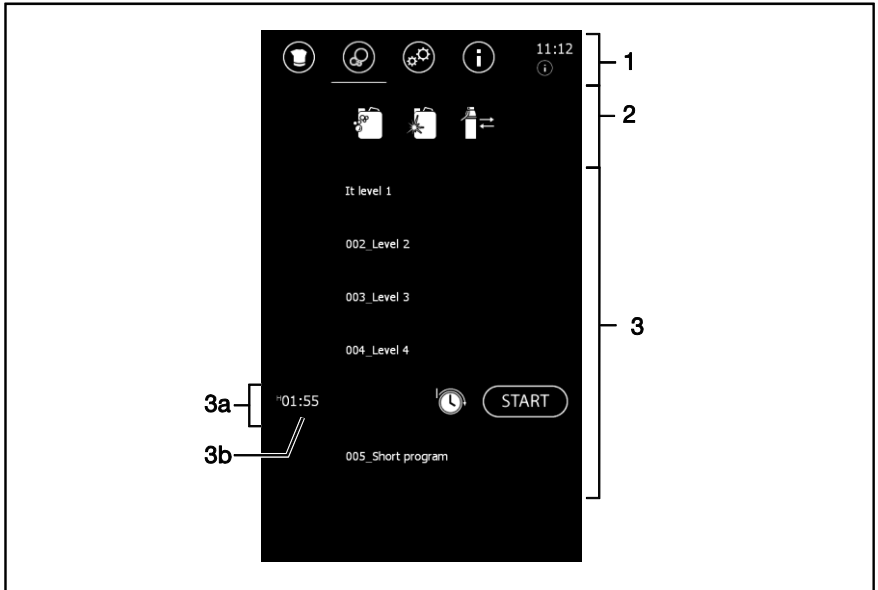 11:12
1
2
It level 1
002_Level 2
003_Level 3
3
004_Level 4
3a
H01:55
START
3b
005_Short program